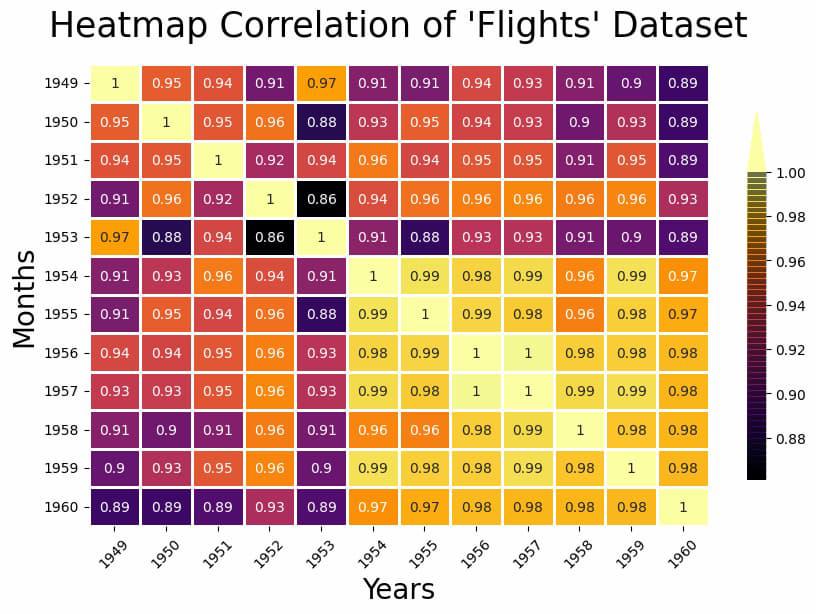 Heatmap Correlation of 'Flights' Dataset
1949 1 0.95 0.94 0.91 0.97 0.91 0.91 0.94 0.93 0.91 0.9 0.89
1950 0.95 1 0.95 0.96 0.88 0.93 0.95 0.94 0.93 0.9 0.93 0.89
1951 0.94 0.95 1 0.92 0.94 0.96 0.94 0.95 0.95 0.91 0.95 0.89
1952 0.91 0.96 0.92 1 0.86 0.94 0.96 0.96 0.96 0.96 0.96 0.93
1953 0.97 0.88 0.94 0.86 1 0.91 0.88 0.93 0.93 0.91 0.9 0.89
1954 0.91 0.93 0.96 0.94 0.91 1 0.99 0.98 0.99 0.96 0.99 0.97
1955 0.91 0.95 0.94 0.96 0.88 0.99 1 0.99 0.98 0.96 0.98 0.97
1956 0.94 0.94 0.95 0.96 0.93 0.98 0.99 1 1 0.98 0.98 0.98
1957 0.93 0.93 0.95 0.96 0.93 0.99 0.98 1 1 0.99 0.99 0.98
1958 0.91 0.9 0.91 0.96 0.91 0.96 0.96 0.98 0.99 1 0.98 0.98
1959 0.9 0.93 0.95 0.96 0.9 0.99 0.98 0.98 0.99 0.98 1 0.98
1960 0.89 0.89 0.89 0.93 0.89 0.97 0.97 0.98 0.98 0.98 0.98 1
1949 1950 1951 1952 1953 1954 1955 1956 1957 1958 1959 1960
Years
Months
1.00
0.98
0.96
0.94
0.92
0.90
0.88